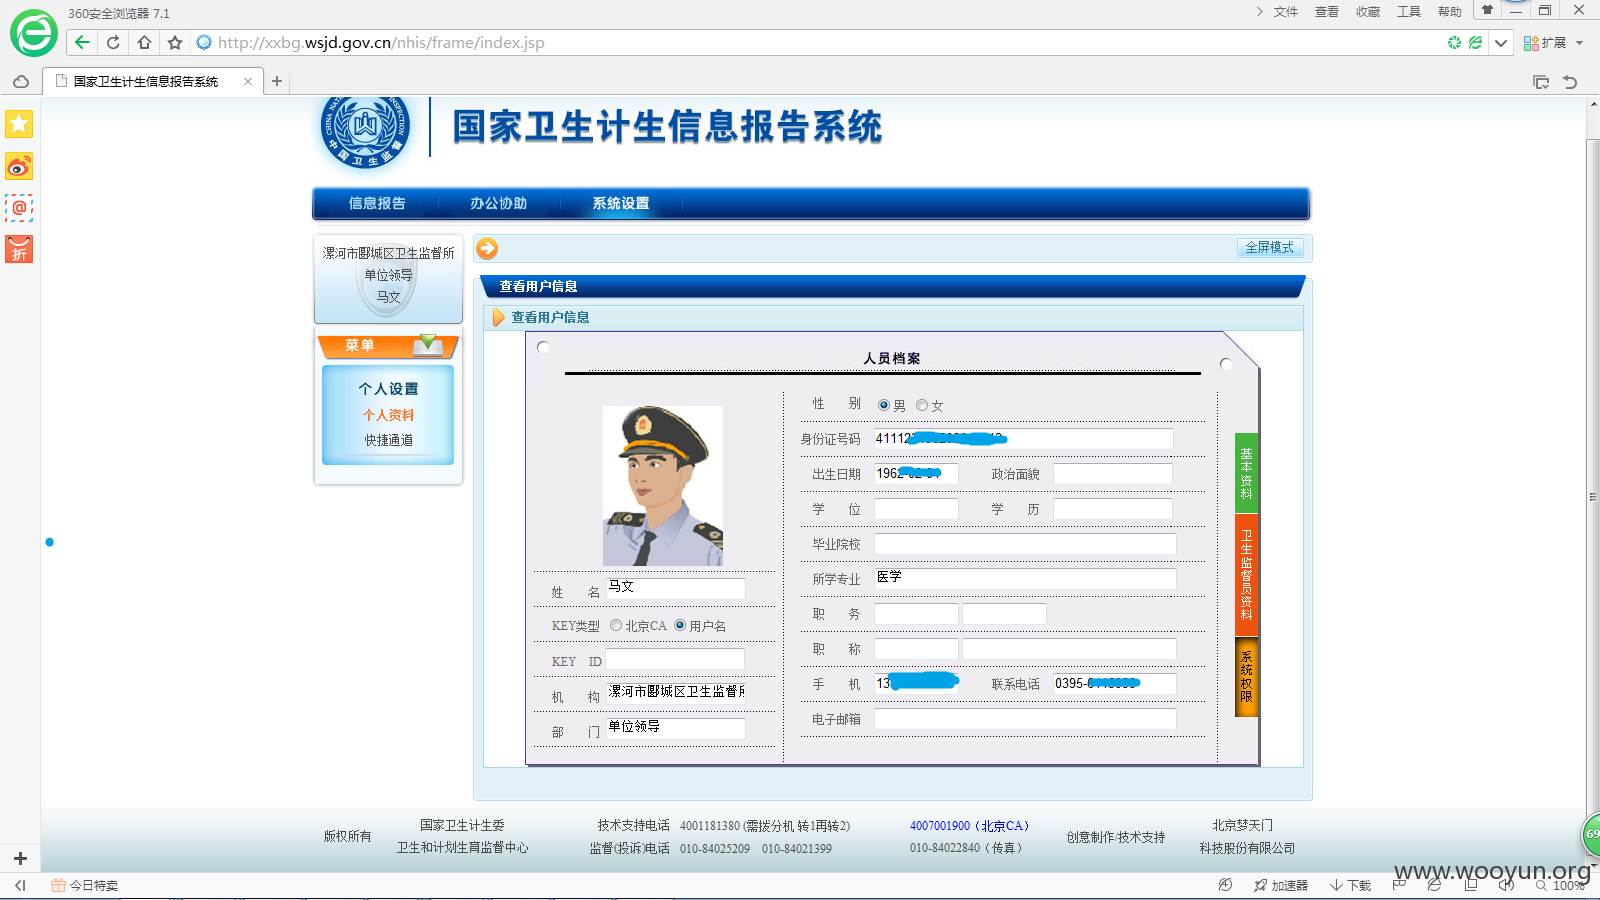 360安全浏览器 7.1
文件 查看 收藏 工具 帮助
http://xxbg.wsjd.gov.cn/nhis/frame/index.jsp
扩展
国家卫生计生信息报告系统
折
中国卫生监督
国家卫生计生信息报告系统
信息报告 办公协助 系统设置
漯河市郾城区卫生监督所
单位领导
马文
全屏模式
查看用户信息
查看用户信息
菜单
个人设置
个人资料
快捷通道
人员档案
性 别 男 女
身份证号码 4111
出生日期 1962 政治面貌
学 位 学 历
毕业院校
所学专业 医学
职 务
职 称
手 机 13 联系电话 0395-
电子邮箱
姓 名 马文
KEY类型 北京CA 用户名
KEY ID
机 构 漯河市郾城区卫生监督
部 门 单位领导
基本资料
卫生监督员资料
系统权限
版权所有
国家卫生计生委
卫生和计划生育监督中心
技术支持电话 4001181380 (需拨分机 转1再转2) 4007001900（北京CA）
监督(投诉)电话 010-84025209 010-84021399 010-84022840（传真）
创意制作/技术支持
北京梦天门
科技股份有限公司
69
www.wooyun.org
今日特卖
加速器 下载 100%